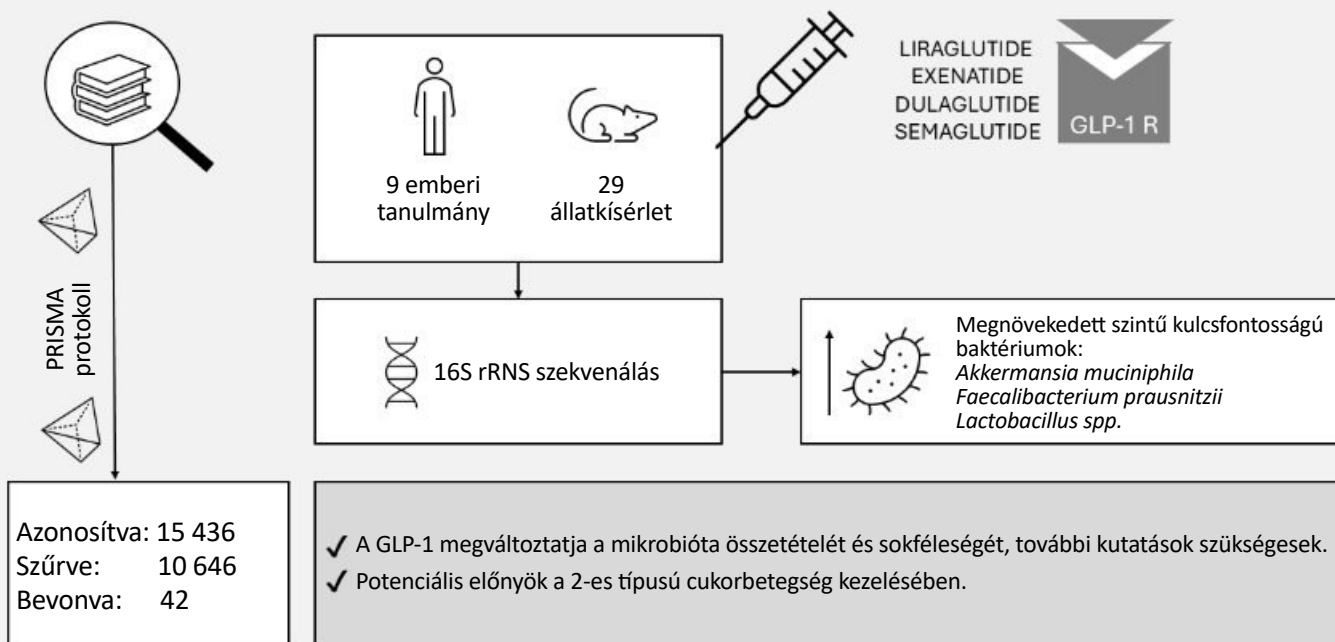 LIRAGLUTIDE
EXENATIDE
DULAGLUTIDE
SEMAGLUTIDE
GLP-1 R
9 emberi
tanulmány
29
állatkísérlet
PRISMA
protokoll
16S rRNS szekvenálás
Megnövekedett szintű kulcsfontosságú
baktériumok:
Akkermansia muciniphila
Faecalibacterium prausnitzii
Lactobacillus spp.
Azonosítva: 15 436
Szűrve: 10 646
Bevonva: 42
✓ A GLP-1 megváltoztatja a mikrobióta összetételét és sokféleségét, további kutatások szükségesek.
✓ Potenciális előnyök a 2-es típusú cukorbetegség kezelésében.